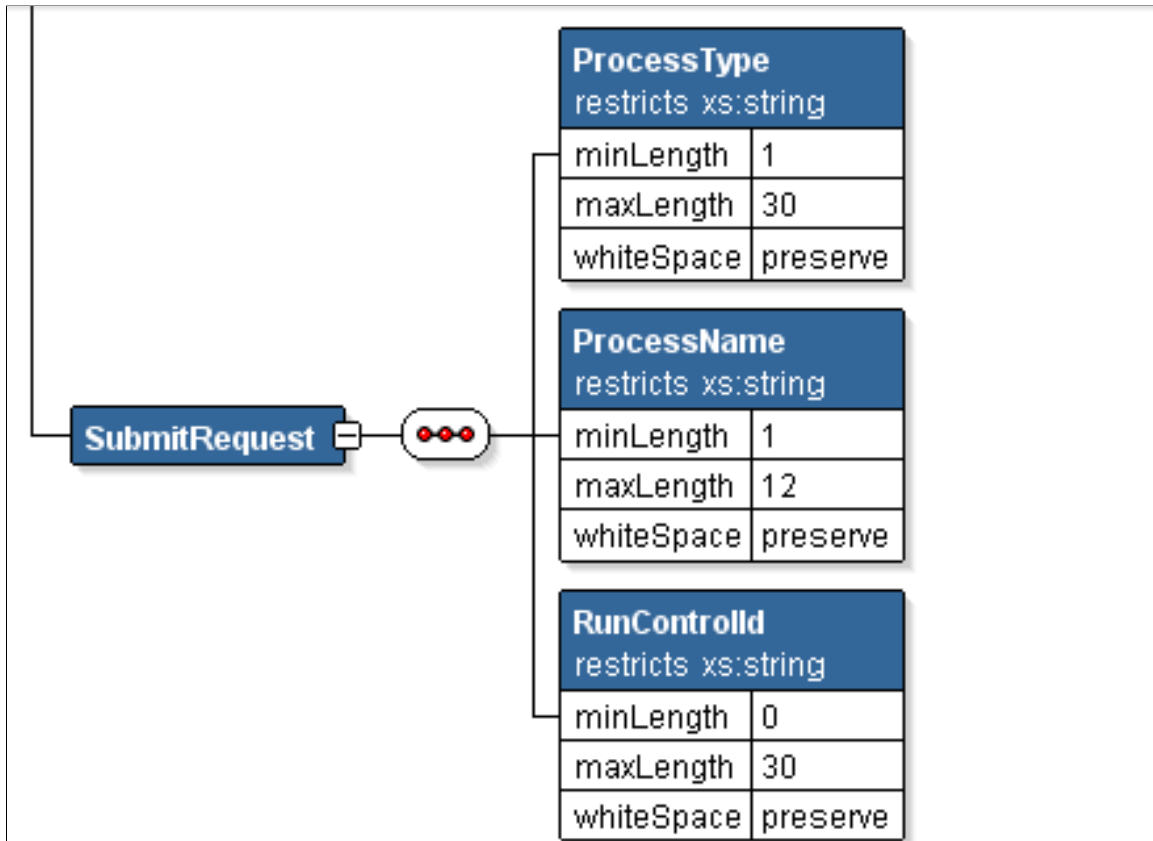 ProcessType
restricts xs:string
minLength 1
maxLength 30
whiteSpace preserve
ProcessName
restricts xs:string
SubmitRequest
minLength 1
maxLength 12
whiteSpace preserve
RunControlId
restricts xs:string
minLength 0
maxLength 30
whiteSpace preserve